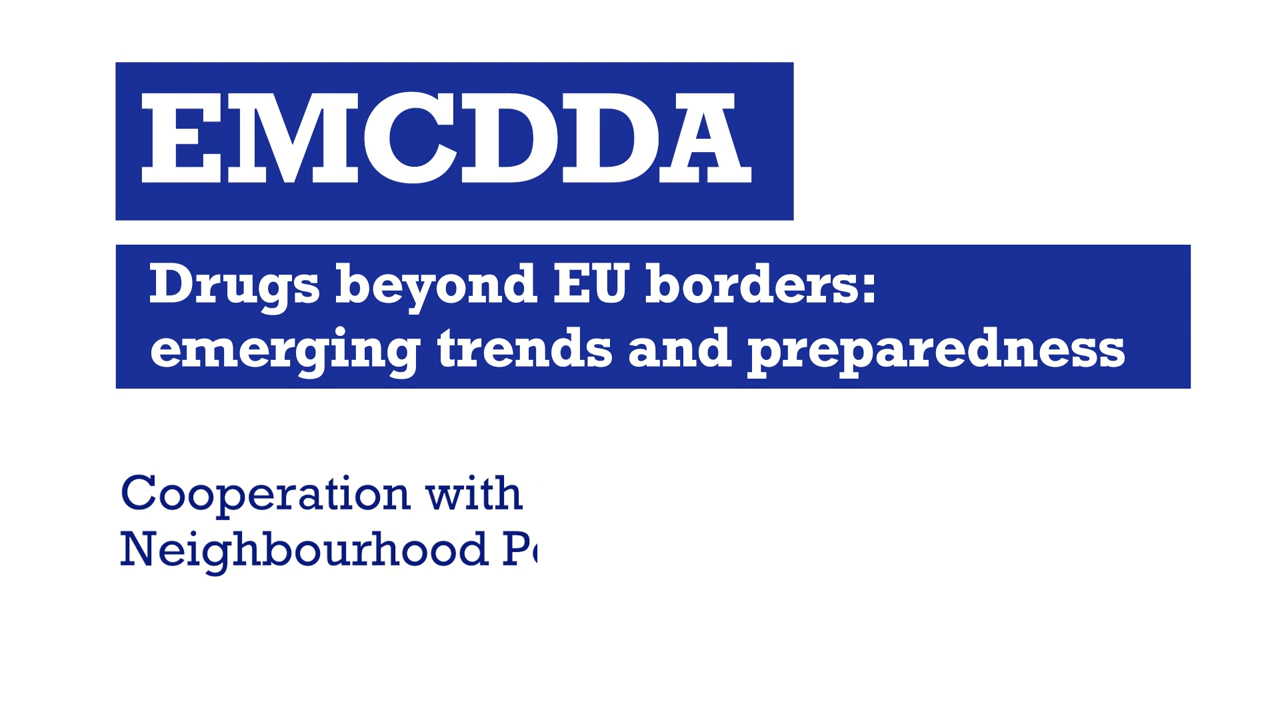 EMCDDA
Drugs beyond EU borders:
emerging trends and preparedness
Cooperation with
Neighbourhood